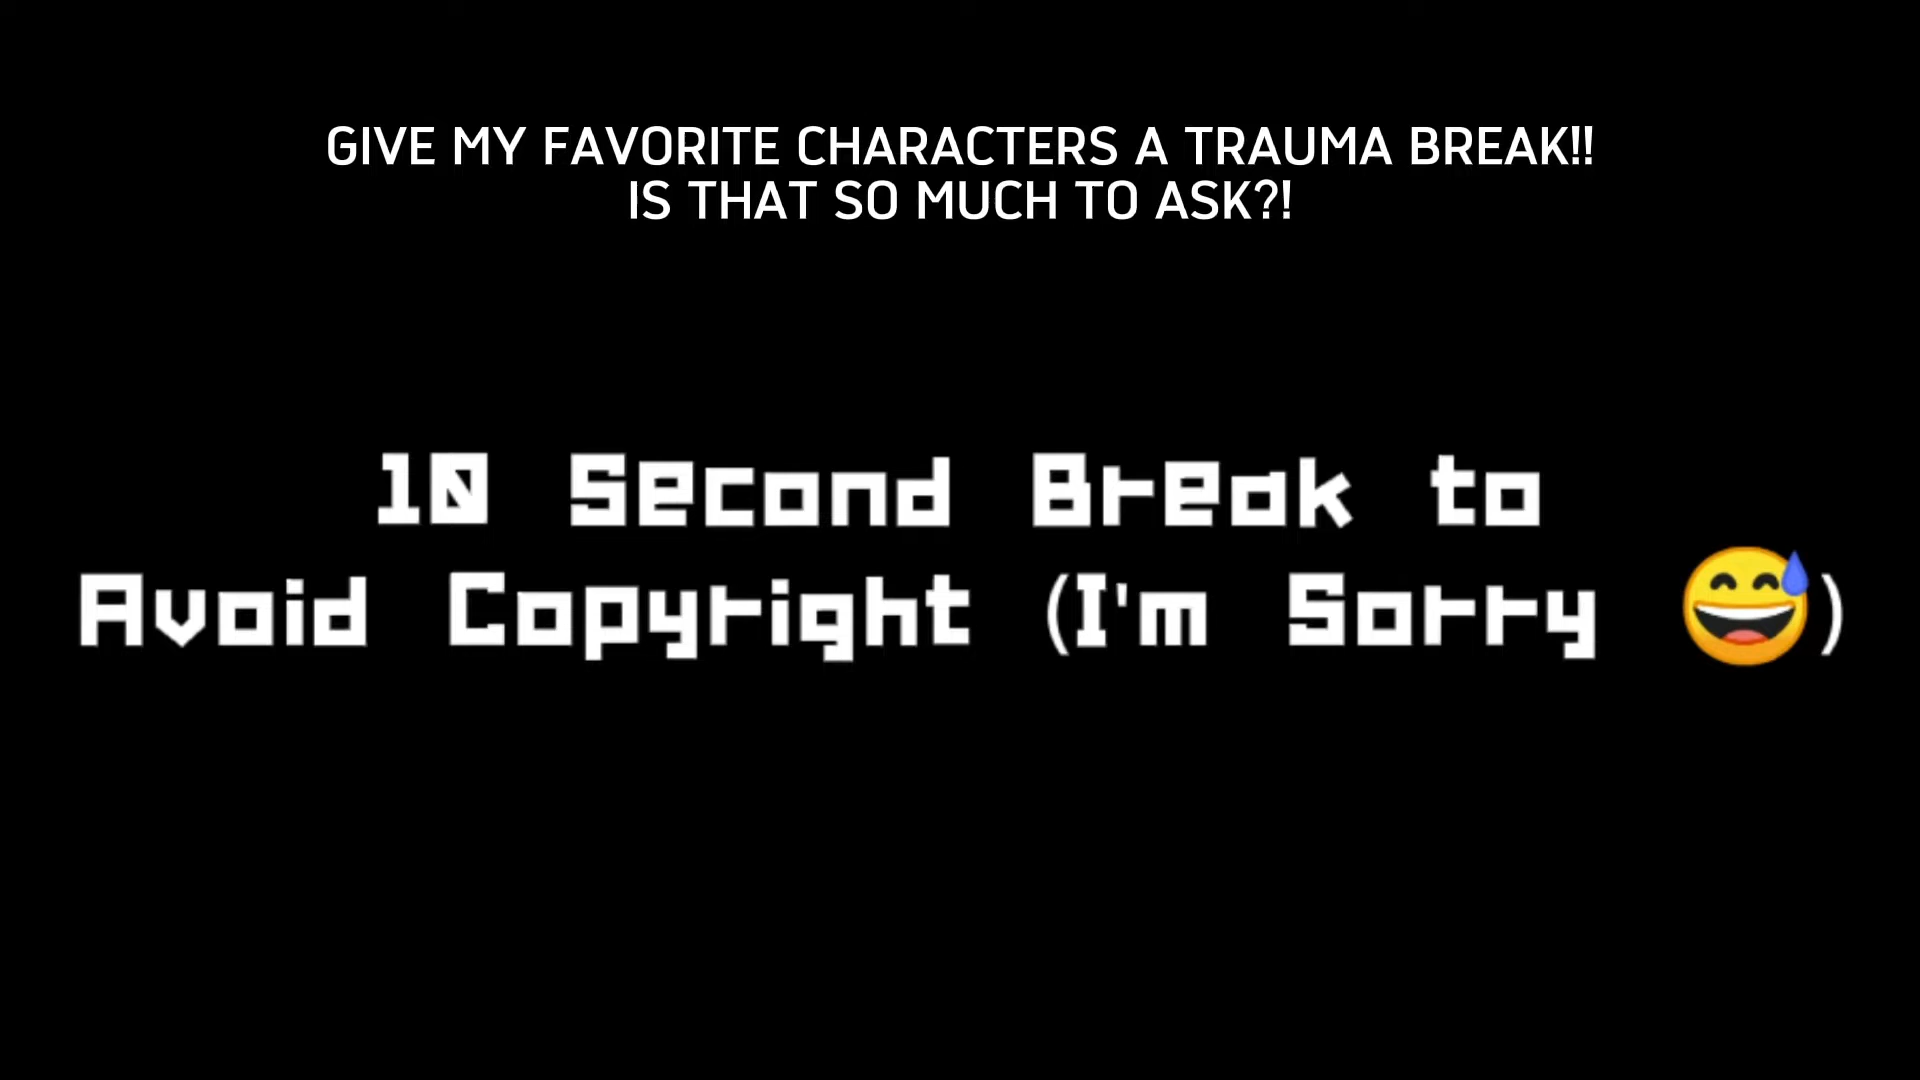 GIVE MY FAVORITE CHARACTERS A TRAUMA BREAK!!
IS THAT SO MUCH TO ASK?!
10 Second Break to
Avoid Copyright (I'm Sorry 😅)